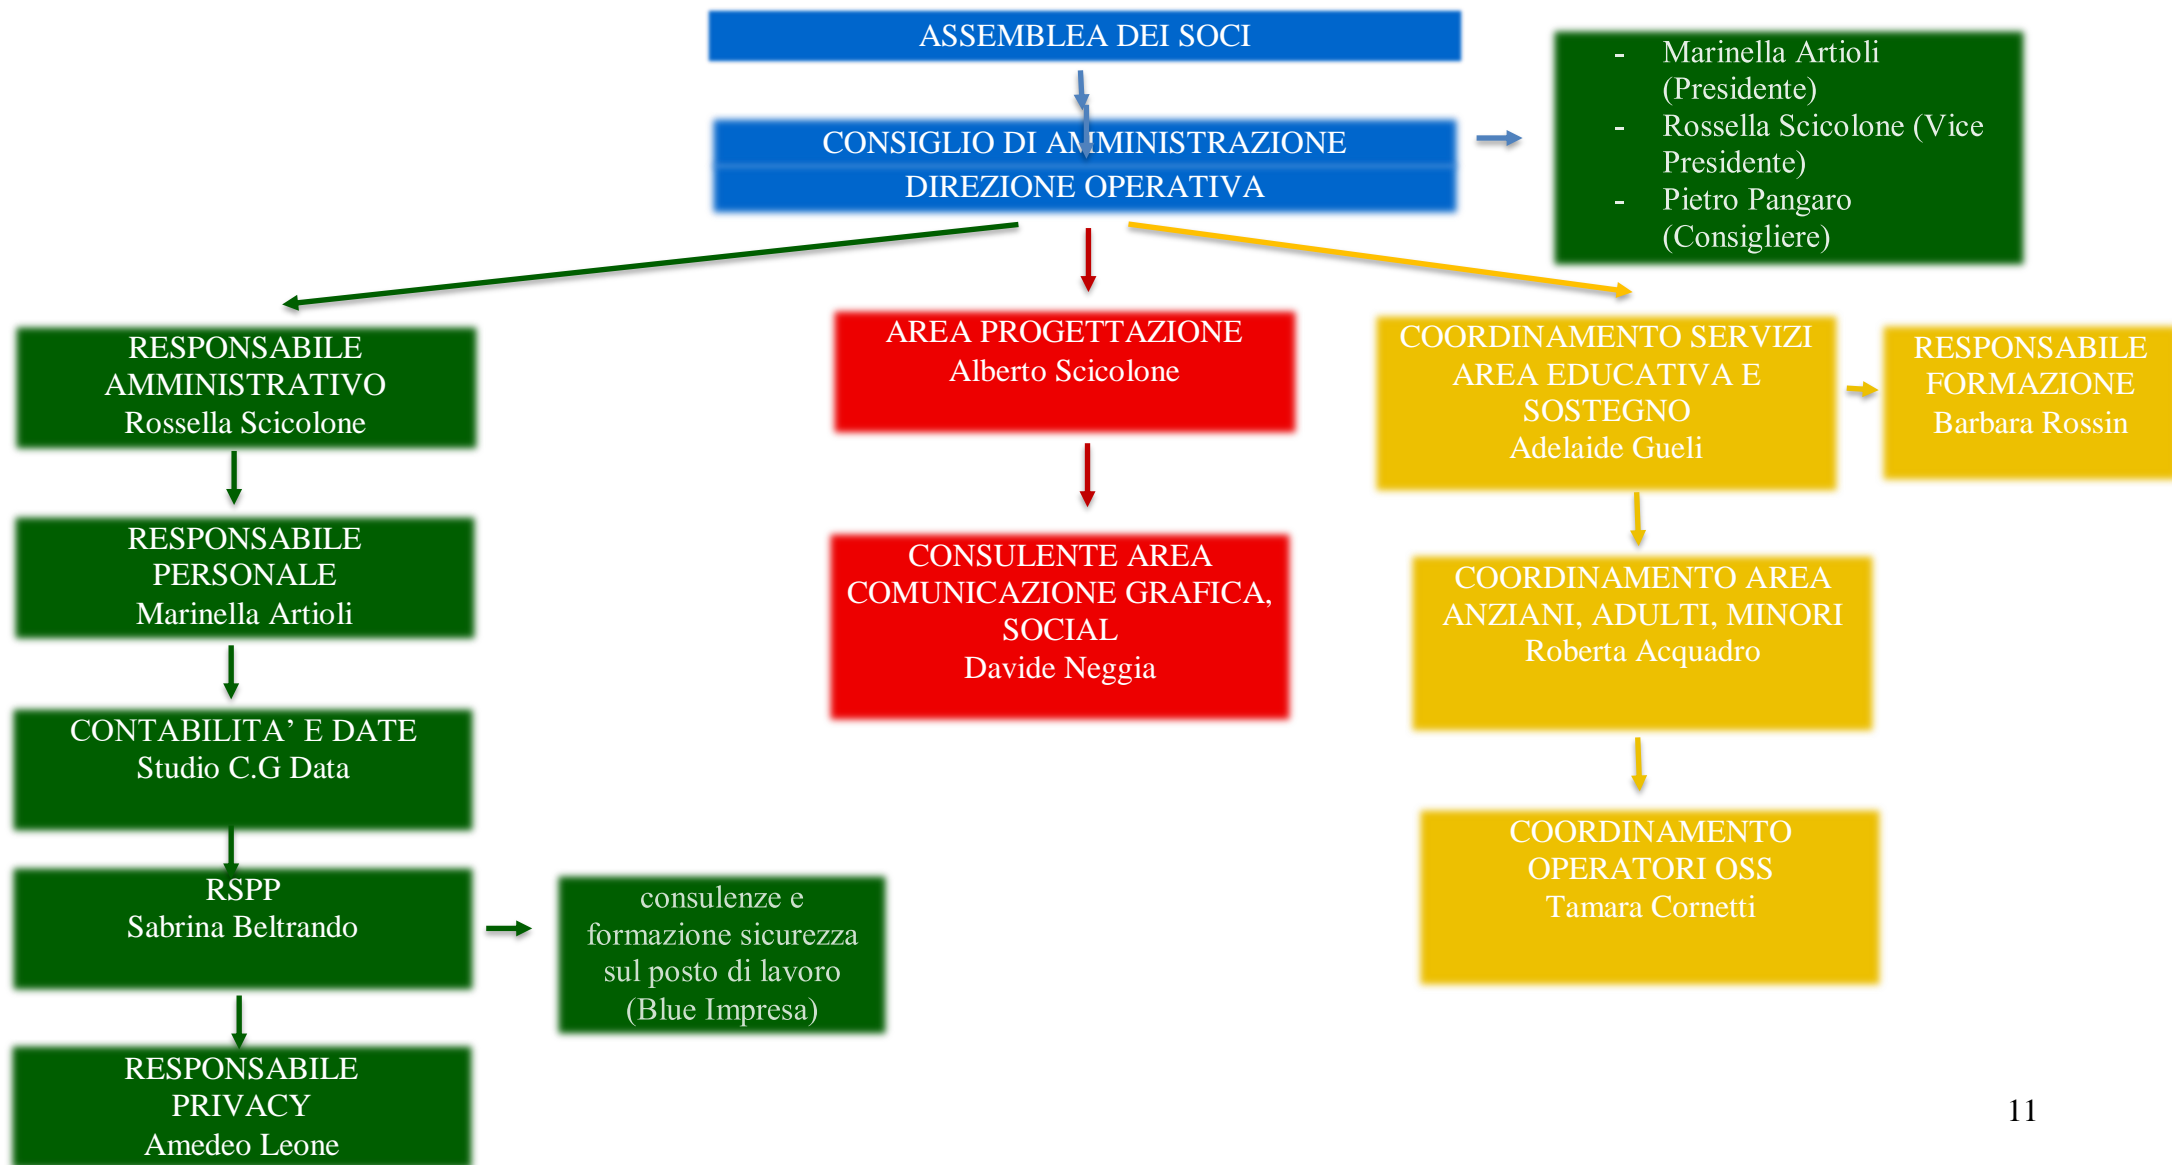 ASSEMBLEA DEI SOCI
CONSIGLIO DI AMMINISTRAZIONE
DIREZIONE OPERATIVA
- Marinella Artioli
(Presidente)
- Rossella Scicolone (Vice
Presidente)
- Pietro Pangaro
(Consigliere)
RESPONSABILE
AMMINISTRATIVO
Rossella Scicolone
RESPONSABILE
PERSONALE
Marinella Artioli
CONTABILITA’ E DATE
Studio C.G Data
RSPP
Sabrina Beltrando
consulenze e
formazione sicurezza
sul posto di lavoro
(Blue Impresa)
RESPONSABILE
PRIVACY
Amedeo Leone
AREA PROGETTAZIONE
Alberto Scicolone
CONSULENTE AREA
COMUNICAZIONE GRAFICA,
SOCIAL
Davide Neggia
COORDINAMENTO SERVIZI
AREA EDUCATIVA E
SOSTEGNO
Adelaide Gueli
RESPONSABILE
FORMAZIONE
Barbara Rossin
COORDINAMENTO AREA
ANZIANI, ADULTI, MINORI
Roberta Acquadro
COORDINAMENTO
OPERATORI OSS
Tamara Cornetti
11